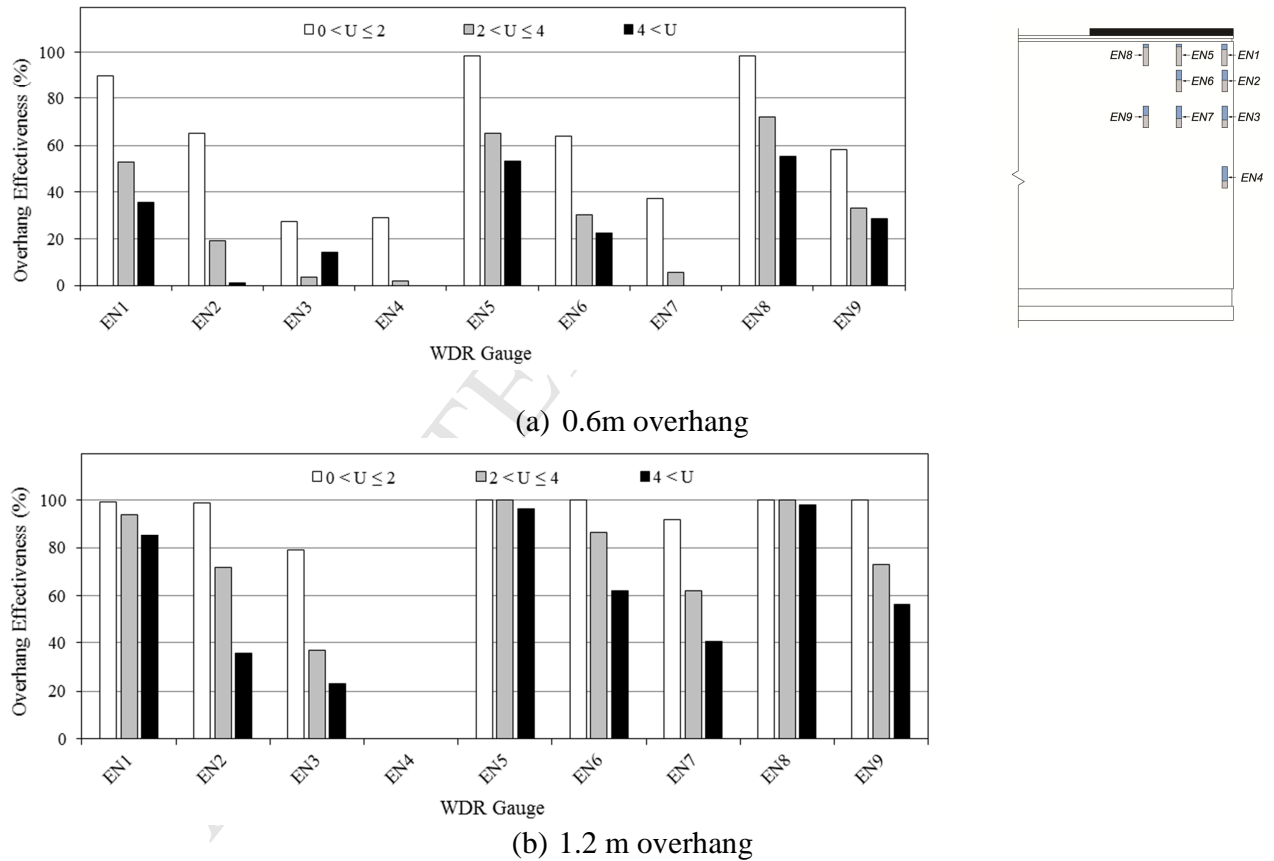 0 < U ≤ 2 2 < U ≤ 4 4 < U
Overhang Effectiveness (%)
100
80
60
40
20
0
EN1 EN2 EN3 EN4 EN5 EN6 EN7 EN8 EN9
WDR Gauge
EN8 EN5 EN1
EN6 EN2
EN9 EN7 EN3
EN4
(a) 0.6m overhang
0 < U ≤ 2 2 < U ≤ 4 4 < U
Overhang Effectiveness (%)
100
80
60
40
20
0
EN1 EN2 EN3 EN4 EN5 EN6 EN7 EN8 EN9
WDR Gauge
(b) 1.2 m overhang